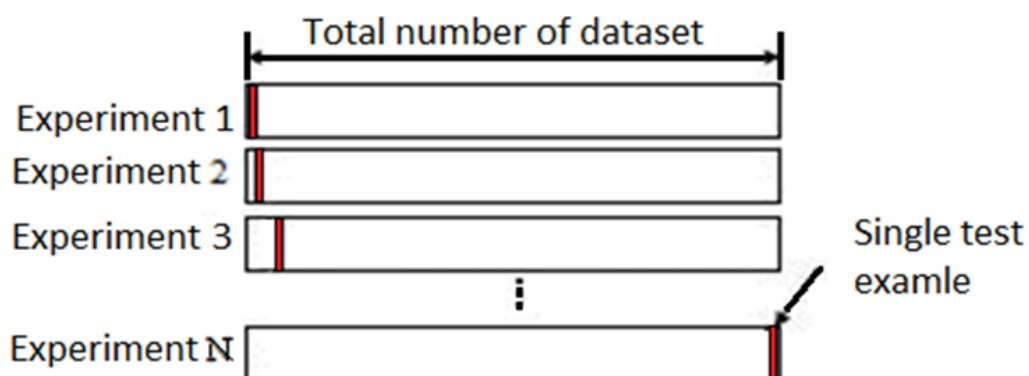 Total number of dataset
Experiment 1
Experiment 2
Experiment 3
Single test
examle
Experiment N